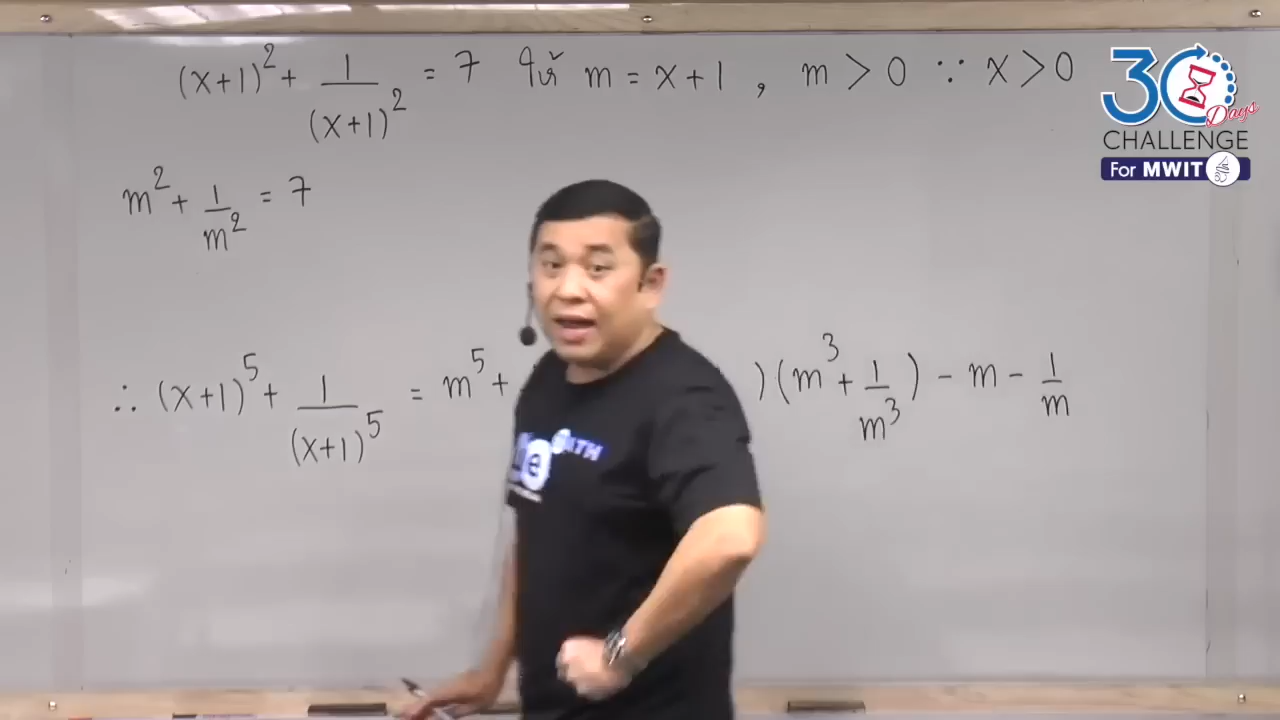 (x+1)² + 1/(x+1)² = 7 ให้ m = x+1 , m > 0 ∵ x > 0
m² + 1/m² = 7
∴ (x+1)⁵ + 1/(x+1)⁵ = m⁵ + )(m³ + 1/m³) - m - 1/m
30 Days
CHALLENGE
For MWIT